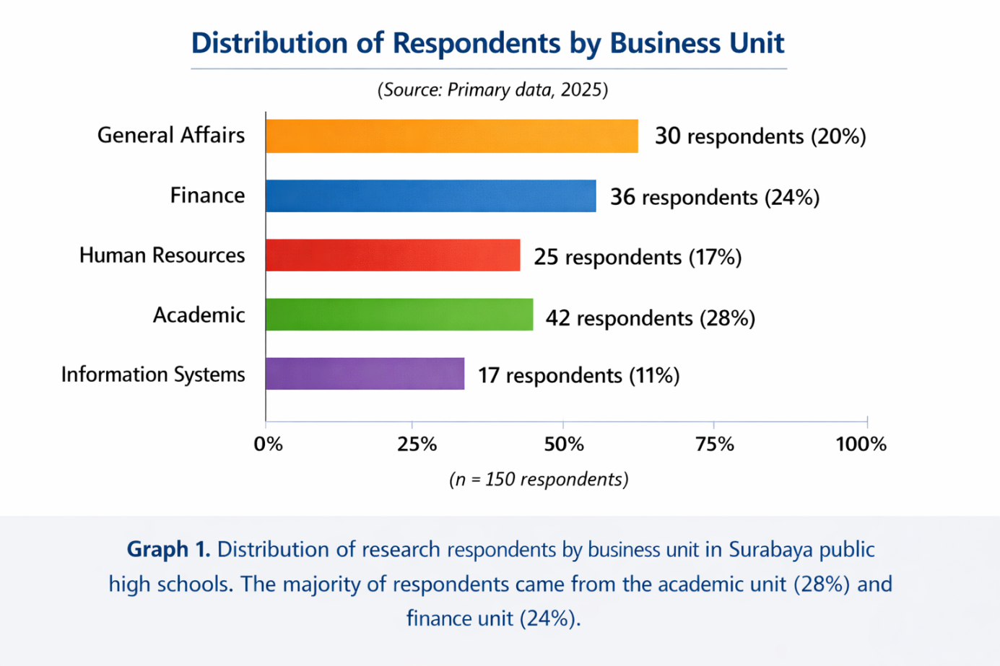 Distribution of Respondents by Business Unit
(Source: Primary data, 2025)
General Affairs 30 respondents (20%)
Finance 36 respondents (24%)
Human Resources 25 respondents (17%)
Academic 42 respondents (28%)
Information Systems 17 respondents (11%)
0% 25% 50% 75% 100%
(n = 150 respondents)
Graph 1. Distribution of research respondents by business unit in Surabaya public
high schools. The majority of respondents came from the academic unit (28%) and
finance unit (24%).